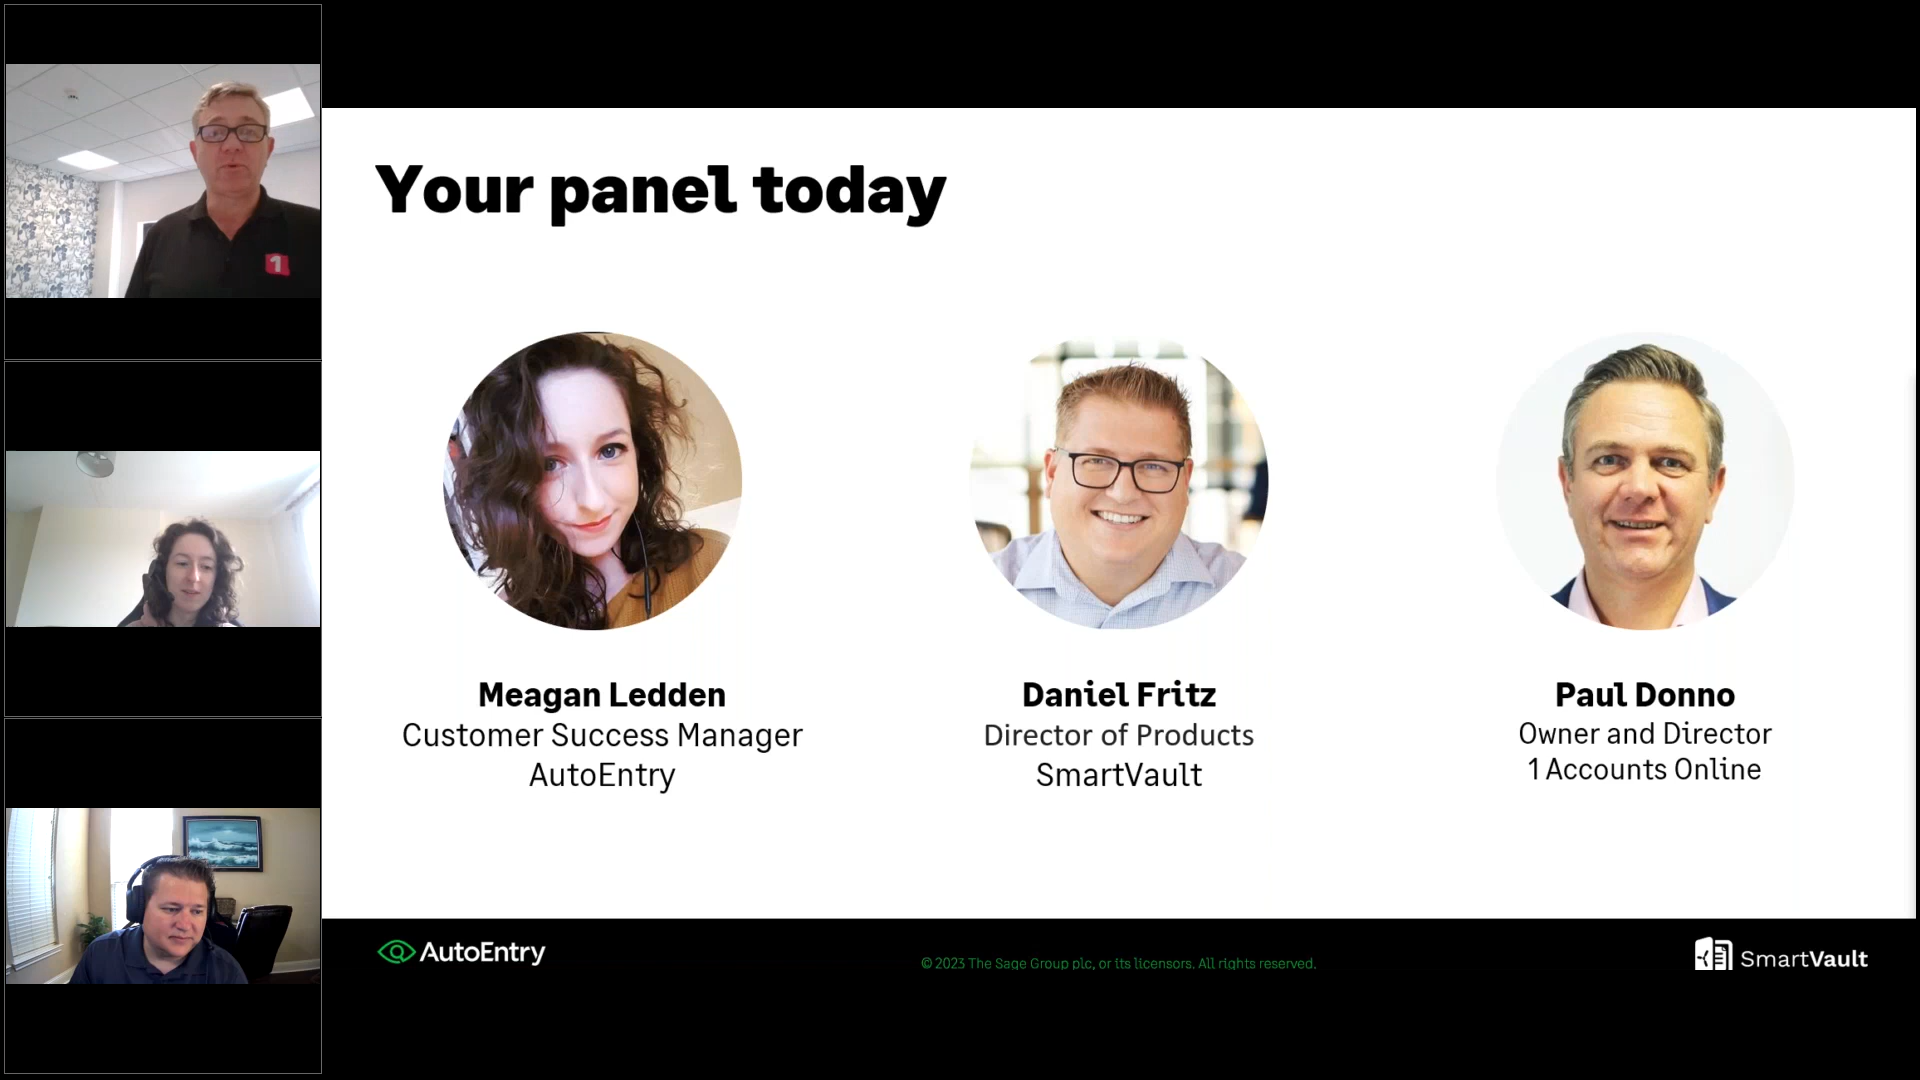 1
Your panel today
Meagan Ledden
Customer Success Manager
AutoEntry
Daniel Fritz
Director of Products
SmartVault
Paul Donno
Owner and Director
1 Accounts Online
AutoEntry
© 2023 The Sage Group plc, or its licensors. All rights reserved.
SmartVault